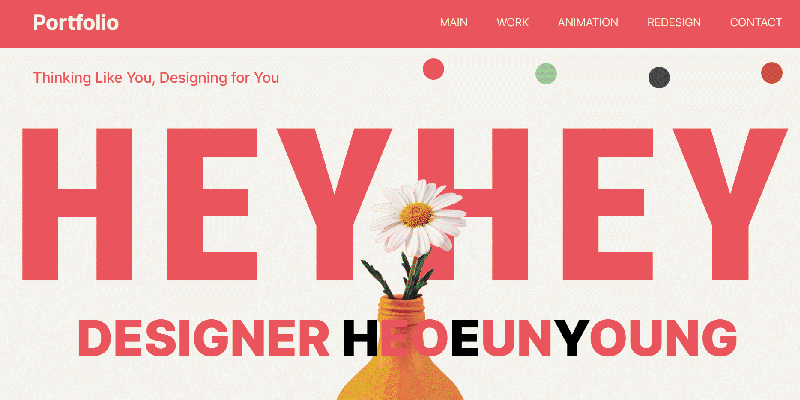 Portfolio MAIN WORK ANIMATION REDESIGN CONTACT
Thinking Like You, Designing for You
HEYHEY
DESIGNER HEOEUNYOUNG